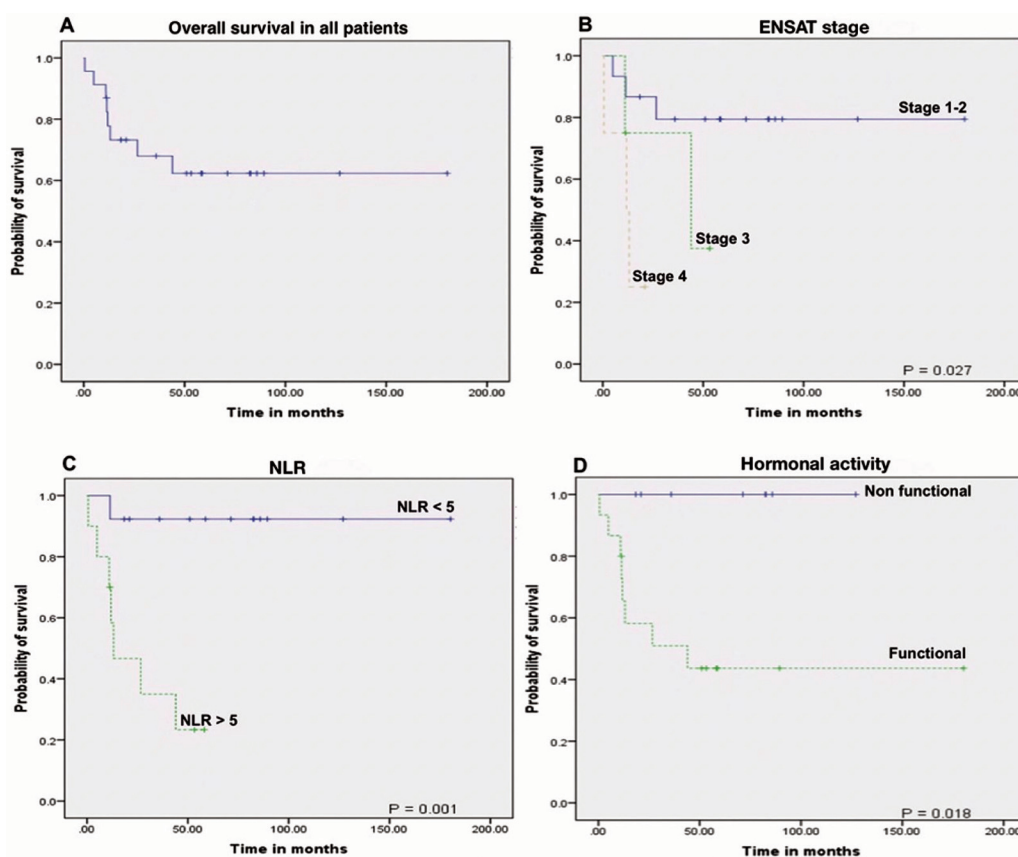 A
Overall survival in all patients
Probability of survival
1.0
0.8
0.6
0.4
0.2
0.0
.00 50.00 100.00 150.00 200.00
Time in months
B
ENSAT stage
Probability of survival
1.0
0.8
0.6
0.4
0.2
0.0
Stage 1-2
Stage 3
Stage 4
P = 0.027
.00 50.00 100.00 150.00 200.00
Time in months
C
NLR
Probability of survival
1.0
0.8
0.6
0.4
0.2
0.0
NLR < 5
NLR > 5
P = 0.001
.00 50.00 100.00 150.00 200.00
Time in months
D
Hormonal activity
Probability of survival
1.0
0.8
0.6
0.4
0.2
0.0
Non functional
Functional
P = 0.018
.00 50.00 100.00 150.00 200.00
Time in months